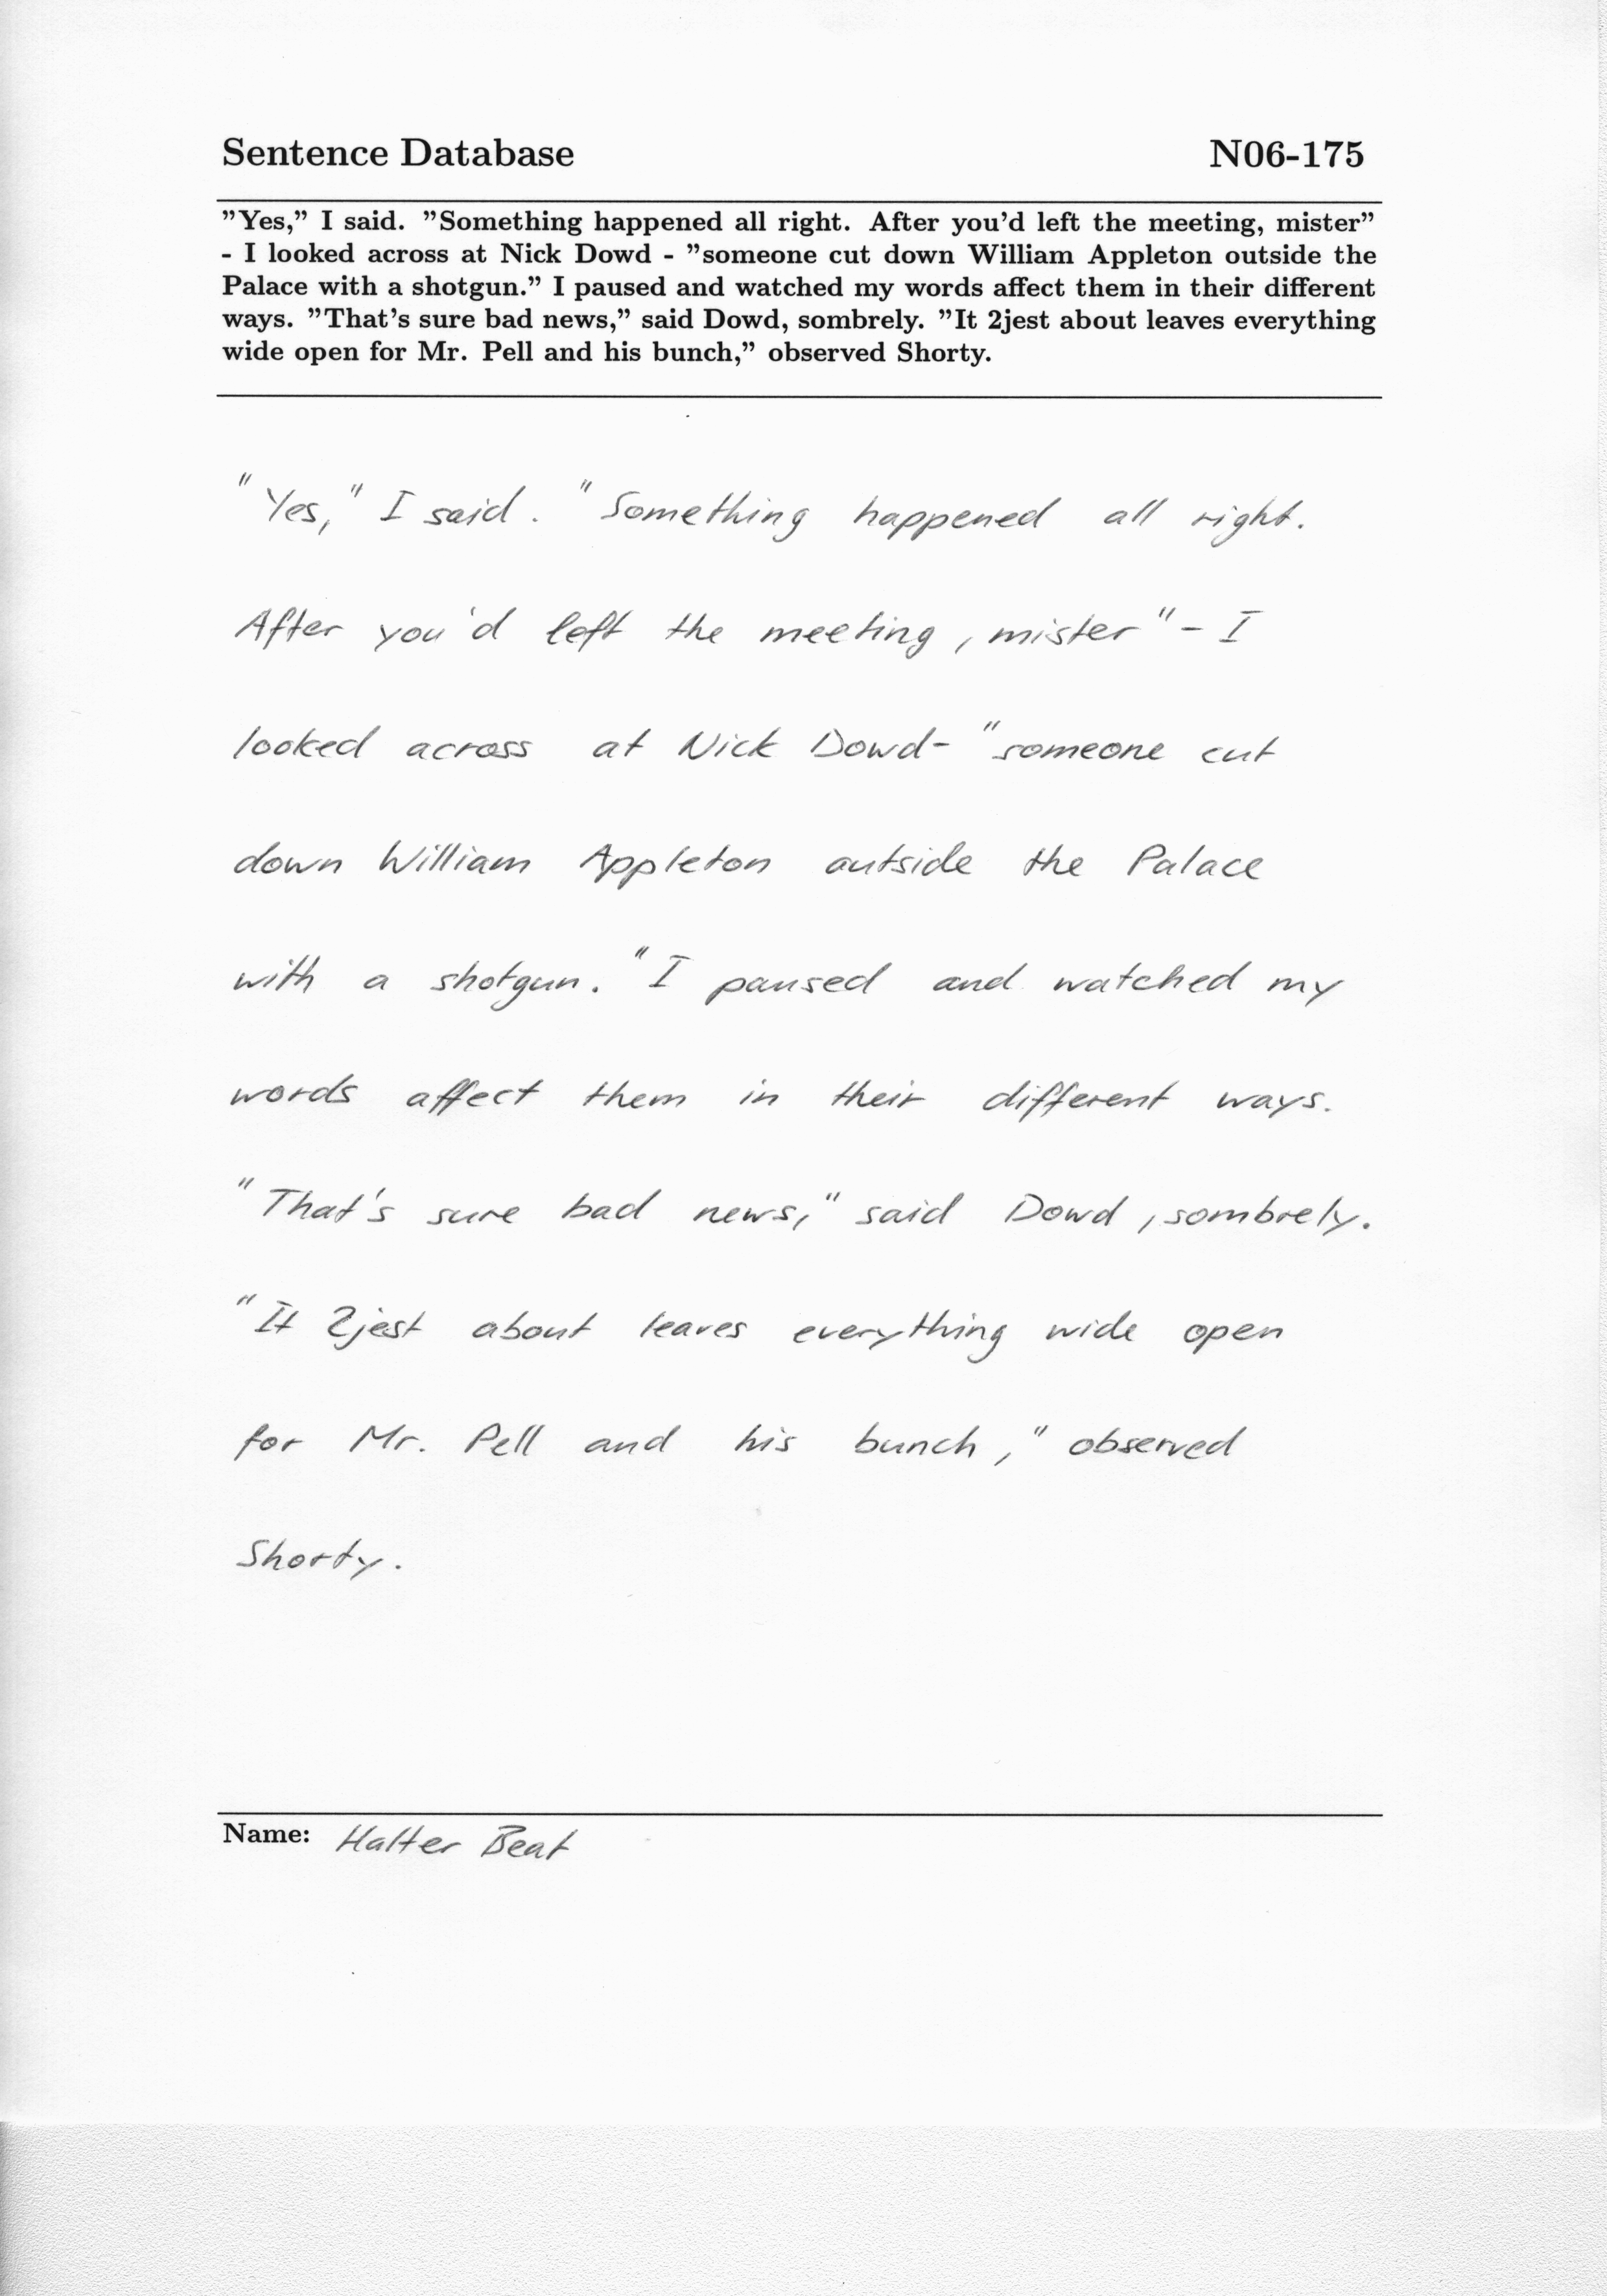 Sentence Database N06-175
"Yes," I said. "Something happened all right. After you'd left the meeting, mister"
- I looked across at Nick Dowd - "someone cut down William Appleton outside the
Palace with a shotgun." I paused and watched my words affect them in their different
ways. "That's sure bad news," said Dowd, sombrely. "It 2jest about leaves everything
wide open for Mr. Pell and his bunch," observed Shorty.
"Yes," I said. "Something happened all right.
After you'd left the meeting, mister" - I
looked across at Nick Dowd - "someone cut
down William Appleton outside the Palace
with a shotgun." I paused and watched my
words affect them in their different ways.
"That's sure bad news," said Dowd, sombrely.
"It 2jest about leaves everything wide open
for Mr. Pell and his bunch," observed
Shorty.
Name: Halter Beat